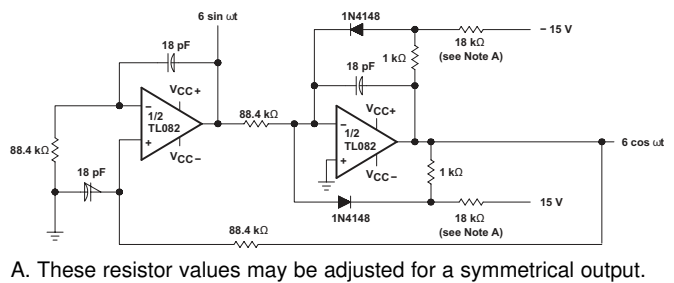 6 sin ωt
1N4148
− 15 V
18 kΩ
(see Note A)
18 pF
1 kΩ
18 pF
VCC+
VCC+
−
1/2
TL082
+
88.4 kΩ
−
1/2
TL082
+
6 cos ωt
88.4 kΩ
VCC−
VCC−
18 pF
1 kΩ
1N4148
15 V
18 kΩ
(see Note A)
88.4 kΩ
A. These resistor values may be adjusted for a symmetrical output.